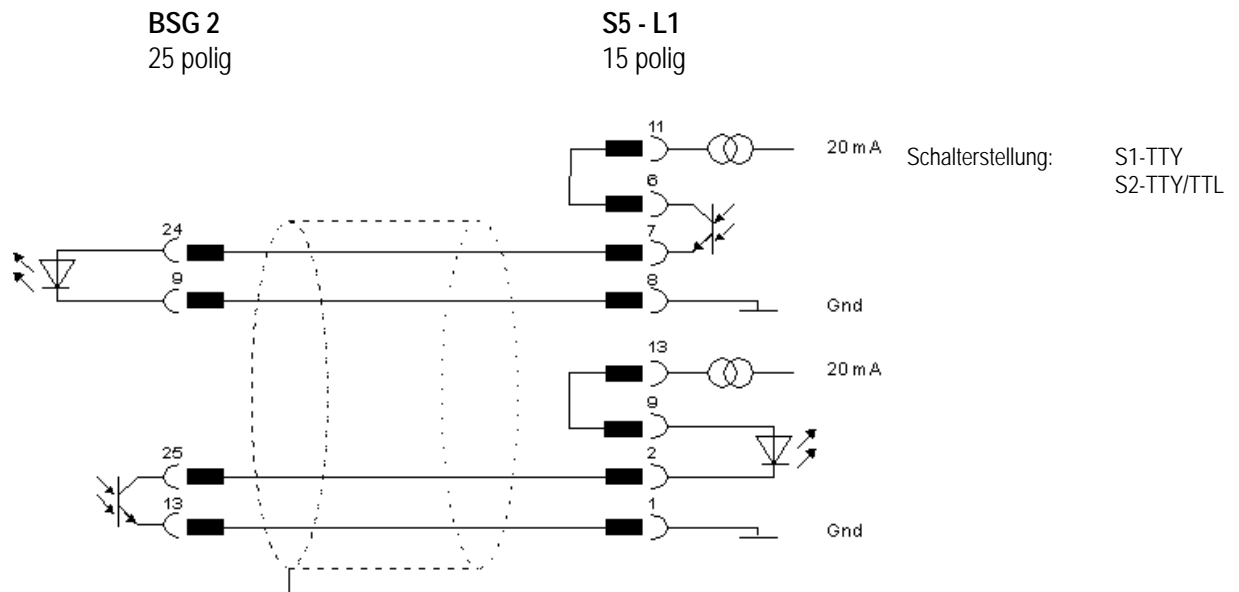 BSG 2
25 polig
S5 - L1
15 polig
11
20 mA
Schalterstellung: S1-TTY
S2-TTY/TTL
6
24
7
9
8
Gnd
13
20 mA
9
25
2
13
1
Gnd